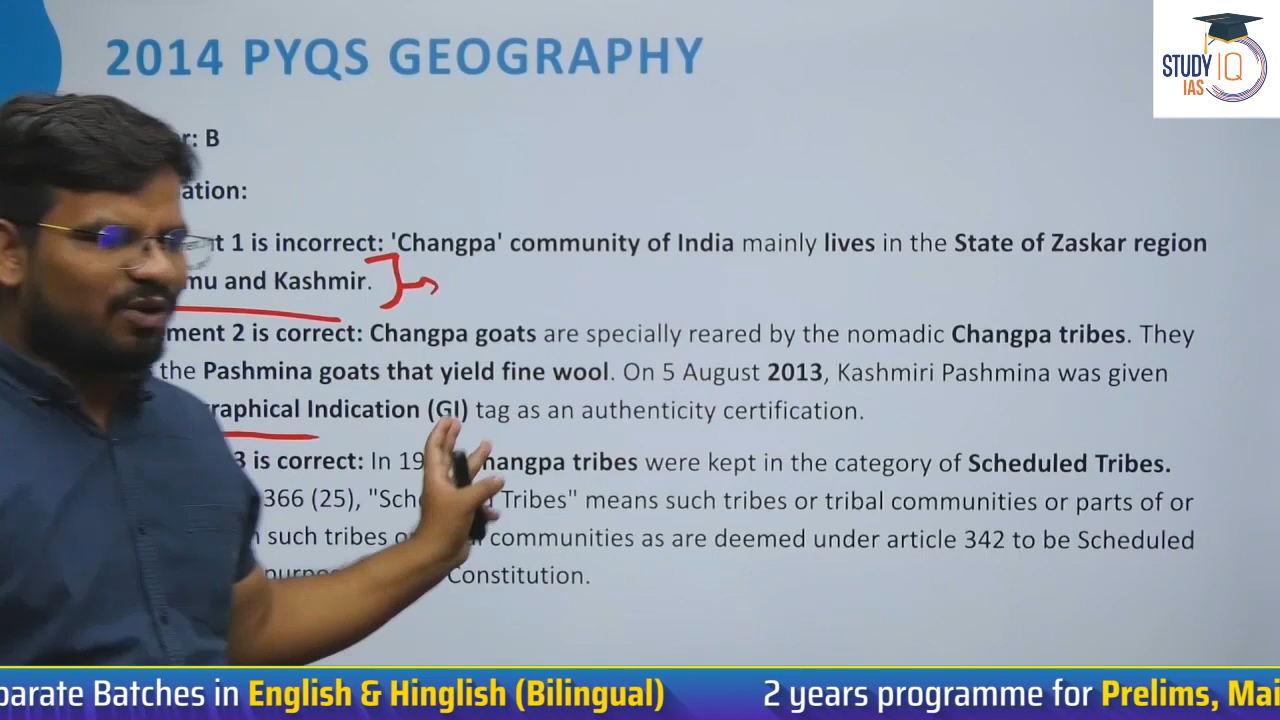 2014 PYQS GEOGRAPHY
STUDY IQ
IAS
: B
ation:
1 is incorrect: 'Changpa' community of India mainly lives in the State of Zaskar region
mu and Kashmir.
ment 2 is correct: Changpa goats are specially reared by the nomadic Changpa tribes. They
the Pashmina goats that yield fine wool. On 5 August 2013, Kashmiri Pashmina was given
raphical Indication (GI) tag as an authenticity certification.
3 is correct: In 19 hangpa tribes were kept in the category of Scheduled Tribes.
366 (25), "Sch Tribes" means such tribes or tribal communities or parts of or
such tribes o communities as are deemed under article 342 to be Scheduled
purpos Constitution.
parate Batches in English & Hinglish (Bilingual) 2 years programme for Prelims, Mai